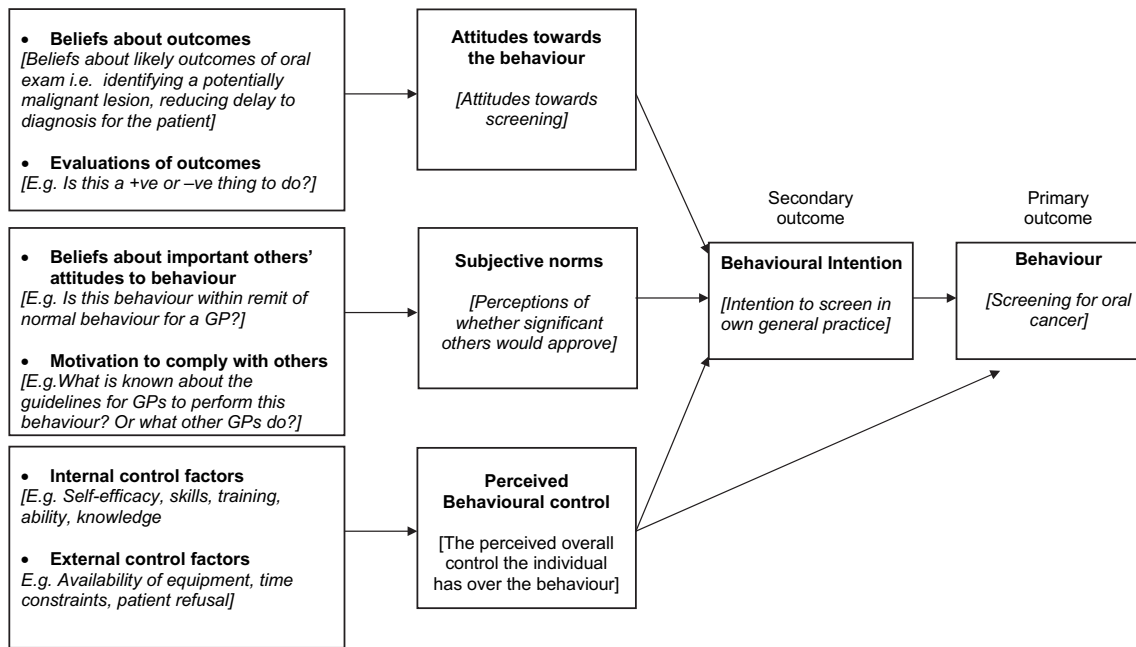 • Beliefs about outcomes
[Beliefs about likely outcomes of oral
exam i.e. identifying a potentially
malignant lesion, reducing delay to
diagnosis for the patient]
• Evaluations of outcomes
[E.g. Is this a +ve or –ve thing to do?]
Attitudes towards
the behaviour
[Attitudes towards
screening]
• Beliefs about important others’
attitudes to behaviour
[E.g. Is this behaviour within remit of
normal behaviour for a GP?]
• Motivation to comply with others
[E.g.What is known about the
guidelines for GPs to perform this
behaviour? Or what other GPs do?]
Subjective norms
[Perceptions of
whether significant
others would approve]
Secondary
outcome
Behavioural Intention
[Intention to screen in
own general practice]
Primary
outcome
Behaviour
[Screening for oral
cancer]
• Internal control factors
[E.g. Self-efficacy, skills, training,
ability, knowledge
• External control factors
E.g. Availability of equipment, time
constraints, patient refusal]
Perceived
Behavioural control
[The perceived overall
control the individual
has over the behaviour]